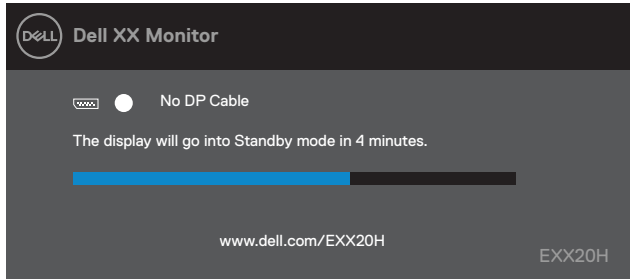 DELL
Dell XX Monitor
No DP Cable
The display will go into Standby mode in 4 minutes.
www.dell.com/EXX20H
EXX20H